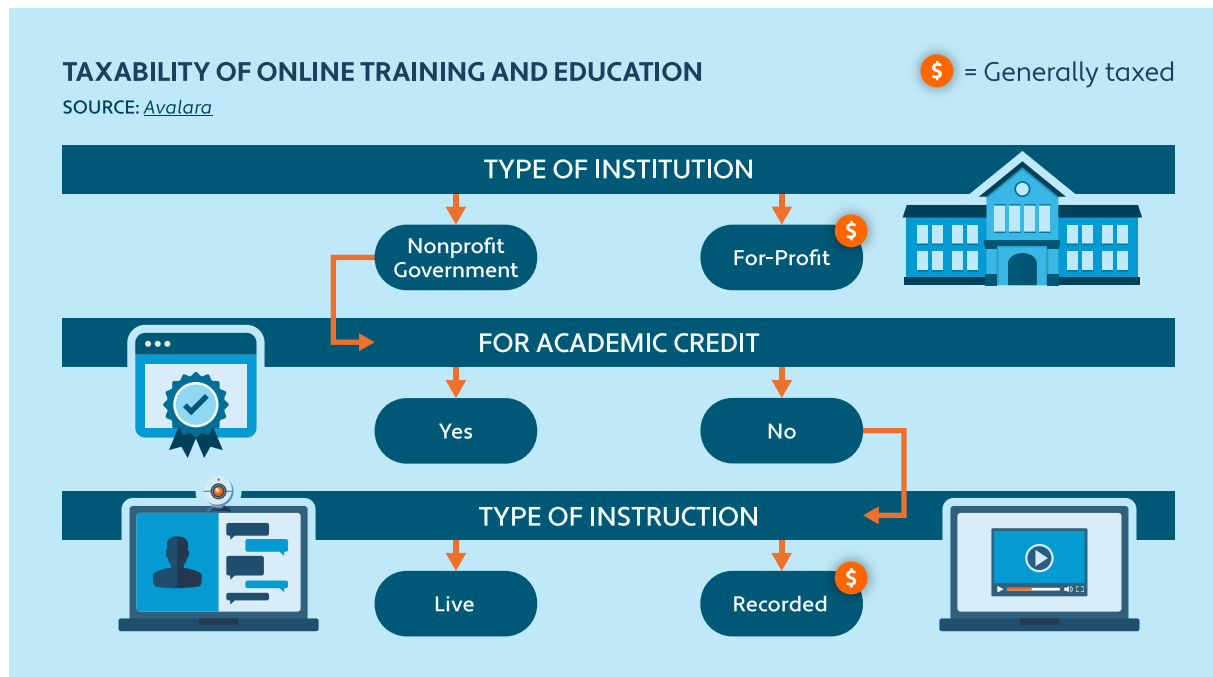 TAXABILITY OF ONLINE TRAINING AND EDUCATION
$ = Generally taxed
SOURCE: Avalara
TYPE OF INSTITUTION
Nonprofit
Government
For-Profit
$
FOR ACADEMIC CREDIT
Yes
No
TYPE OF INSTRUCTION
Live
Recorded
$